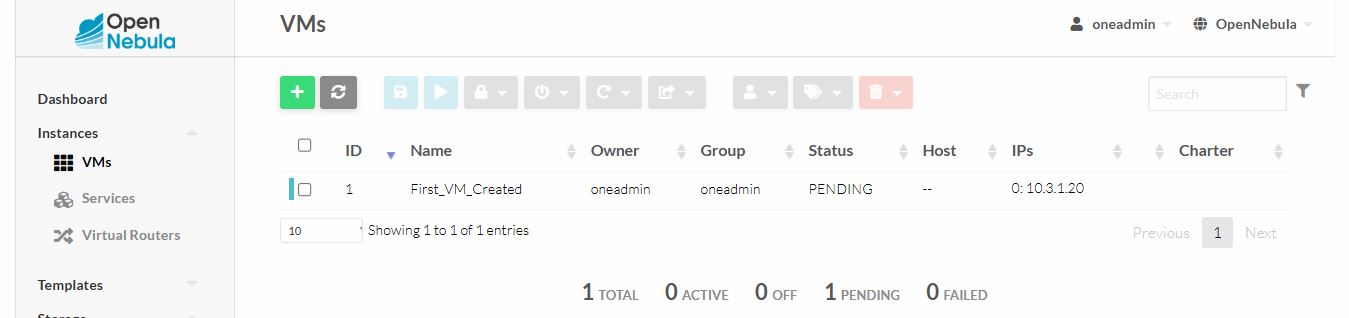 Open
Nebula
VMs
oneadmin
OpenNebula
Search
Dashboard
Instances
VMs
Services
Virtual Routers
Templates
ID Name Owner Group Status Host IPs Charter
1 First_VM_Created oneadmin oneadmin PENDING -- 0: 10.3.1.20
10 Showing 1 to 1 of 1 entries
Previous 1 Next
1 TOTAL 0 ACTIVE 0 OFF 1 PENDING 0 FAILED